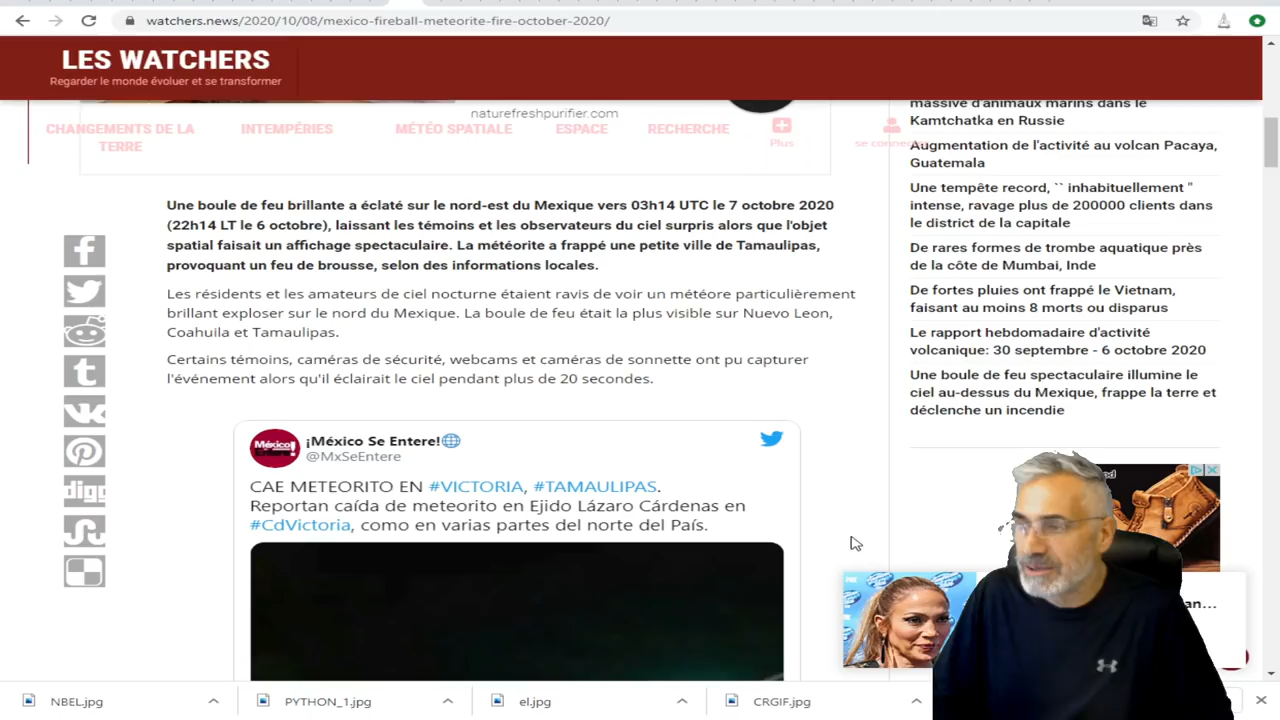 watchers.news/2020/10/08/mexico-fireball-meteorite-fire-october-2020/
LES WATCHERS
Regarder le monde évoluer et se transformer
naturefreshpurifier.com
CHANGEMENTS DE LA
TERRE
INTEMPÉRIES
MÉTÉO SPATIALE
ESPACE
RECHERCHE
Plus
Une boule de feu brillante a éclaté sur le nord-est du Mexique vers 03h14 UTC le 7 octobre 2020
(22h14 LT le 6 octobre), laissant les témoins et les observateurs du ciel surpris alors que l'objet
spatial faisait un affichage spectaculaire. La météorite a frappé une petite ville de Tamaulipas,
provoquant un feu de brousse, selon des informations locales.
Les résidents et les amateurs de ciel nocturne étaient ravis de voir un météore particulièrement
brillant exploser sur le nord du Mexique. La boule de feu était la plus visible sur Nuevo Leon,
Coahuila et Tamaulipas.
Certains témoins, caméras de sécurité, webcams et caméras de sonnette ont pu capturer
l'événement alors qu'il éclairait le ciel pendant plus de 20 secondes.
México
Entere!
¡México Se Entere!
@MxSeEntere
CAE METEORITO EN #VICTORIA, #TAMAULIPAS.
Reportan caída de meteorito en Ejido Lázaro Cárdenas en
#CdVictoria, como en varias partes del norte del País.
massive d'animaux marins dans le
Kamtchatka en Russie
Augmentation de l'activité au volcan Pacaya,
Guatemala
Une tempête record, `` inhabituellement "
intense, ravage plus de 200000 clients dans
le district de la capitale
De rares formes de trombe aquatique près
de la côte de Mumbai, Inde
De fortes pluies ont frappé le Vietnam,
faisant au moins 8 morts ou disparus
Le rapport hebdomadaire d'activité
volcanique: 30 septembre - 6 octobre 2020
Une boule de feu spectaculaire illumine le
ciel au-dessus du Mexique, frappe la terre et
déclenche un incendie
digg
NBEL.jpg
PYTHON_1.jpg
el.jpg
CRGIF.jpg